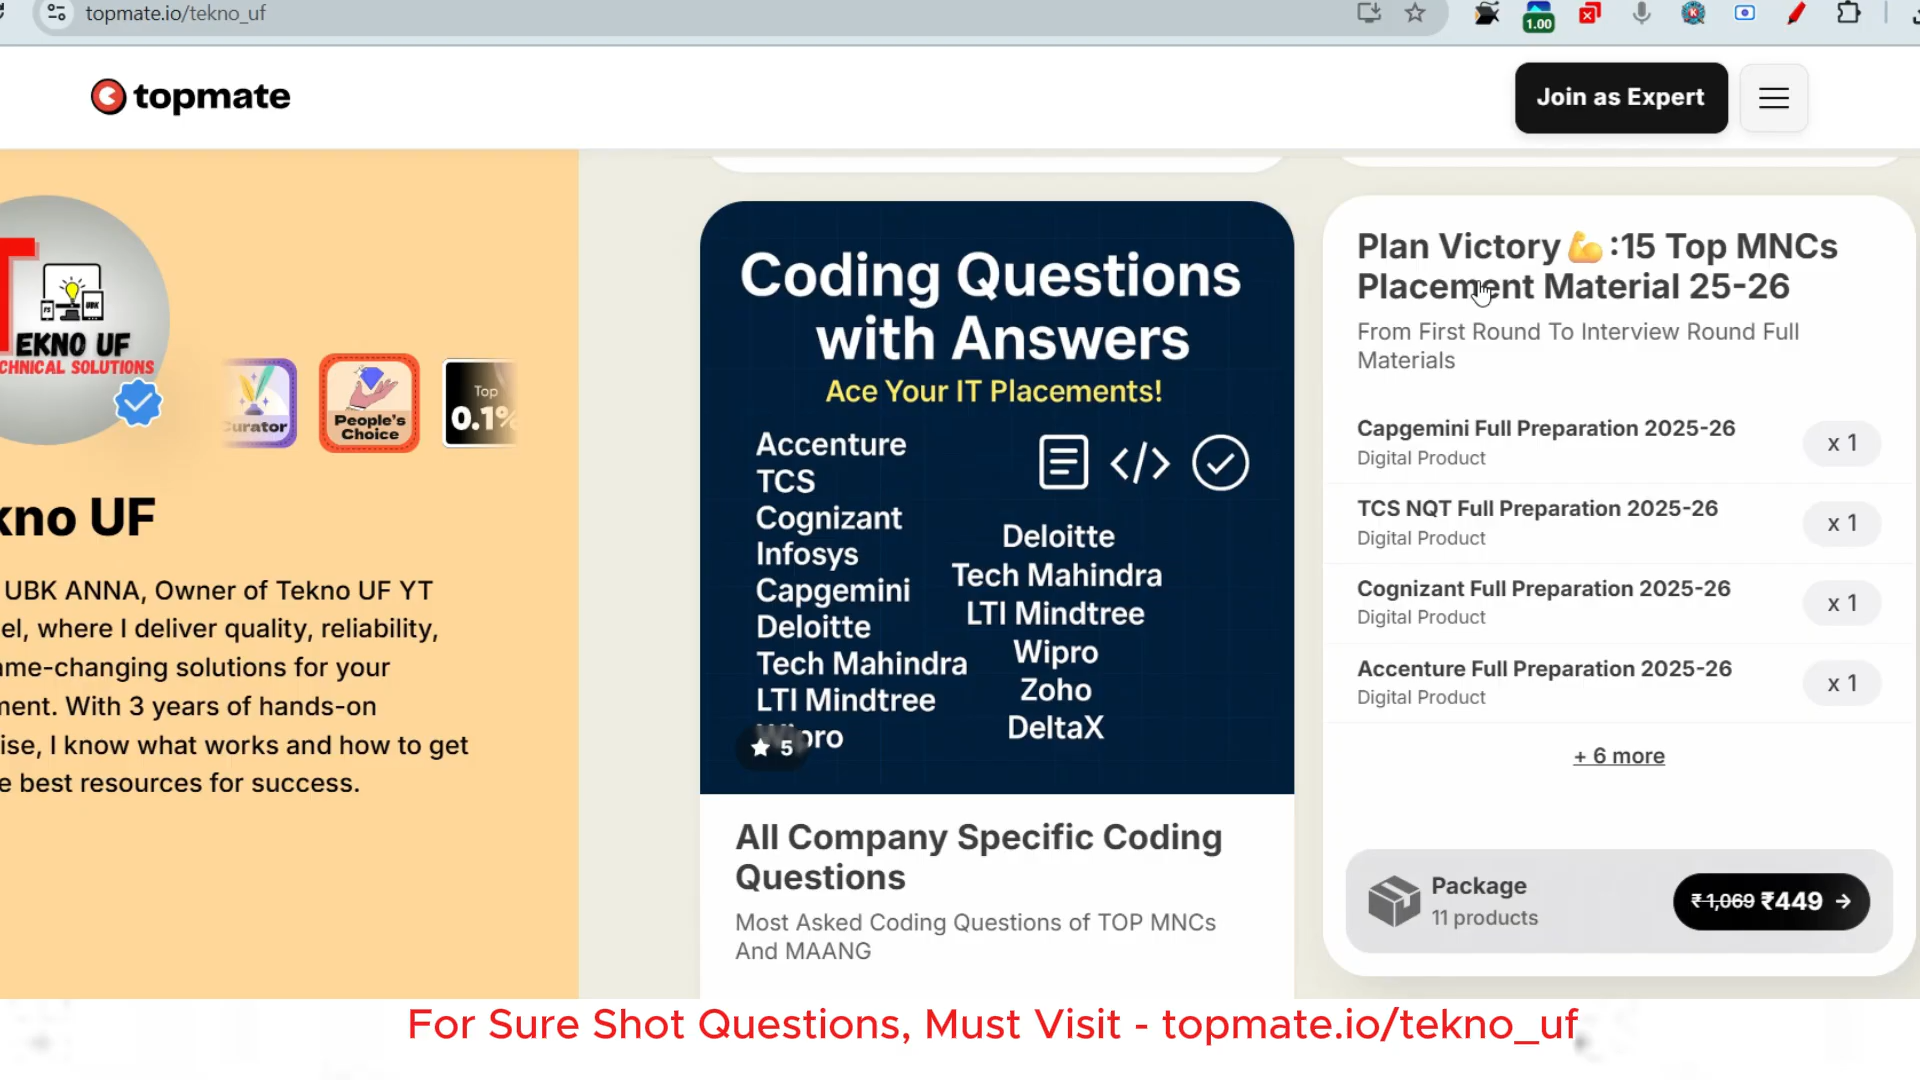 topmate.io/tekno_uf
1.00
topmate
Join as Expert
EKNO UF
CHNICAL SOLUTIONS
UBK
urator
People's
Choice
Top
0.1%
kno UF
UBK ANNA, Owner of Tekno UF YT
el, where I deliver quality, reliability,
ame-changing solutions for your
ment. With 3 years of hands-on
ise, I know what works and how to get
e best resources for success.
Coding Questions
with Answers
Ace Your IT Placements!
Accenture
TCS
Cognizant
Infosys
Capgemini
Deloitte
Tech Mahindra
LTI Mindtree
Wipro
Deloitte
Tech Mahindra
LTI Mindtree
Wipro
Zoho
DeltaX
5
All Company Specific Coding
Questions
Most Asked Coding Questions of TOP MNCs
And MAANG
Plan Victory💪:15 Top MNCs
Placement Material 25-26
From First Round To Interview Round Full
Materials
Capgemini Full Preparation 2025-26
Digital Product
x 1
TCS NQT Full Preparation 2025-26
Digital Product
x 1
Cognizant Full Preparation 2025-26
Digital Product
x 1
Accenture Full Preparation 2025-26
Digital Product
x 1
+ 6 more
Package
11 products
₹1,069 ₹449 →
For Sure Shot Questions, Must Visit - topmate.io/tekno_uf